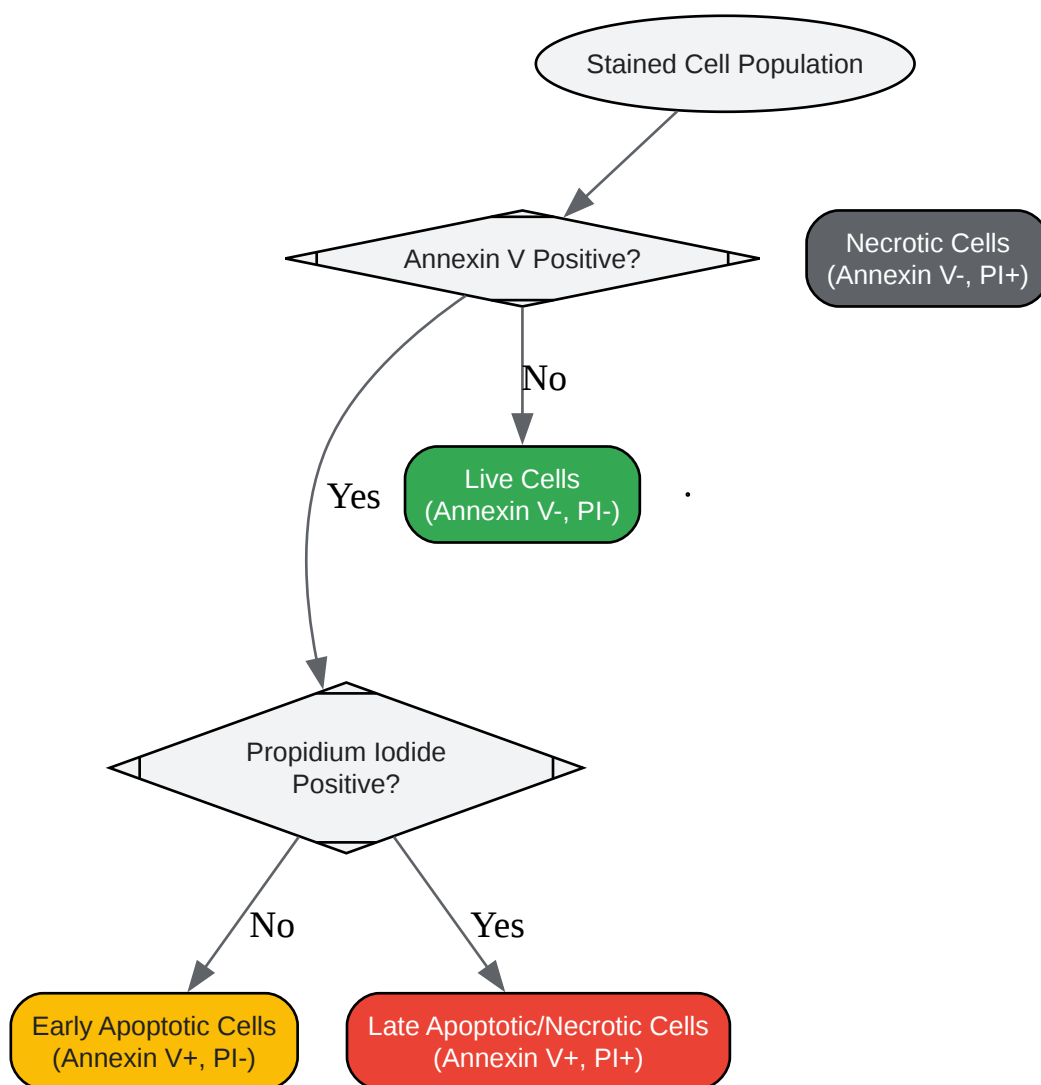 Stained Cell Population
Annexin V Positive?
Necrotic Cells
(Annexin V-, PI+)
No
Live Cells
(Annexin V-, PI-)
Yes
.
Propidium Iodide
Positive?
No
Yes
Early Apoptotic Cells
(Annexin V+, PI-)
Late Apoptotic/Necrotic Cells
(Annexin V+, PI+)